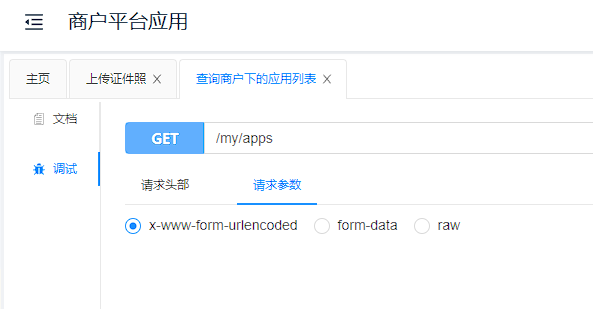 商户平台应用
主页 上传证件照 查询商户下的应用列表
文档
调试
GET /my/apps
请求头部 请求参数
x-www-form-urlencoded form-data raw